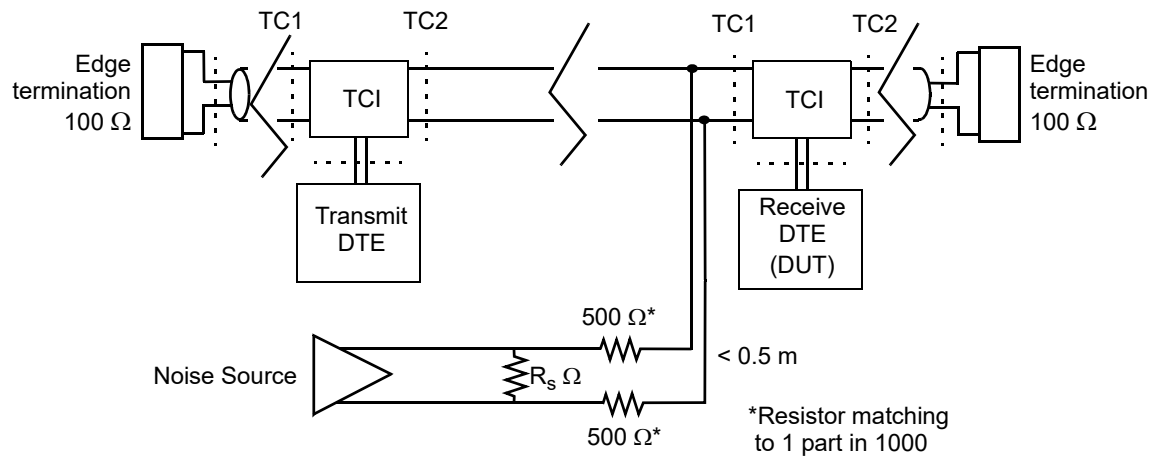 TC1
TC2
TC1
TC2
Edge
termination
100 Ω
TCI
TCI
Edge
termination
100 Ω
Transmit
DTE
Receive
DTE
(DUT)
500 Ω*
< 0.5 m
Noise Source
Rs Ω
500 Ω*
*Resistor matching
to 1 part in 1000